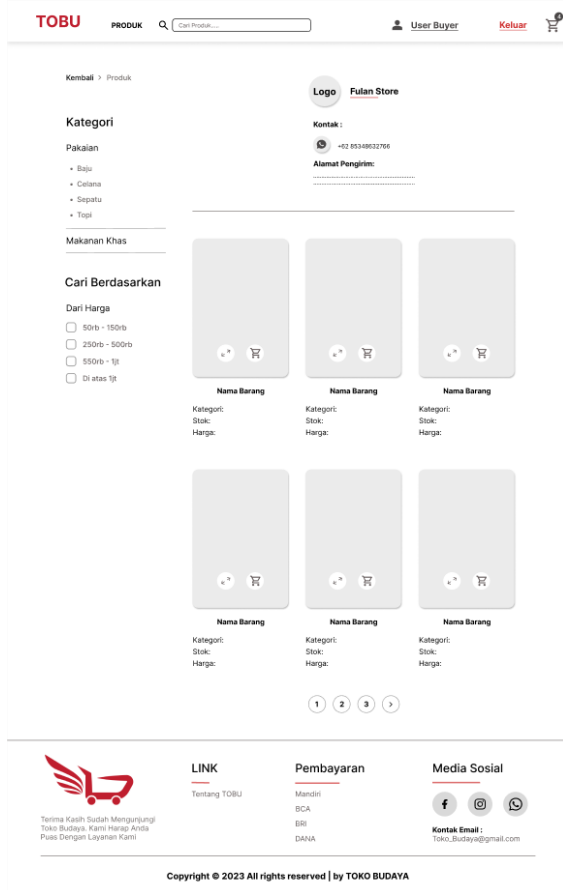 TOBU
PRODUK
Cari Produk.....
User Buyer
Keluar
Kembali > Produk
Logo
Fulan Store
Kontak :
+62 85348632766
Alamat Pengirim:
Kategori
Pakaian
• Baju
• Celana
• Sepatu
• Topi
Makanan Khas
Cari Berdasarkan
Dari Harga
50rb - 150rb
250rb - 500rb
550rb - 1jt
Di atas 1jt
Nama Barang
Kategori:
Stok:
Harga:
Nama Barang
Kategori:
Stok:
Harga:
Nama Barang
Kategori:
Stok:
Harga:
Nama Barang
Kategori:
Stok:
Harga:
Nama Barang
Kategori:
Stok:
Harga:
Nama Barang
Kategori:
Stok:
Harga:
1 2 3 >
Terima Kasih Sudah Mengunjungi
Toko Budaya. Kami Harap Anda
Puas Dengan Layanan Kami
LINK
Tentang TOBU
Pembayaran
Mandiri
BCA
BRI
DANA
Media Sosial
Kontak Email :
Toko_Budaya@gmail.com
Copyright © 2023 All rights reserved | by TOKO BUDAYA